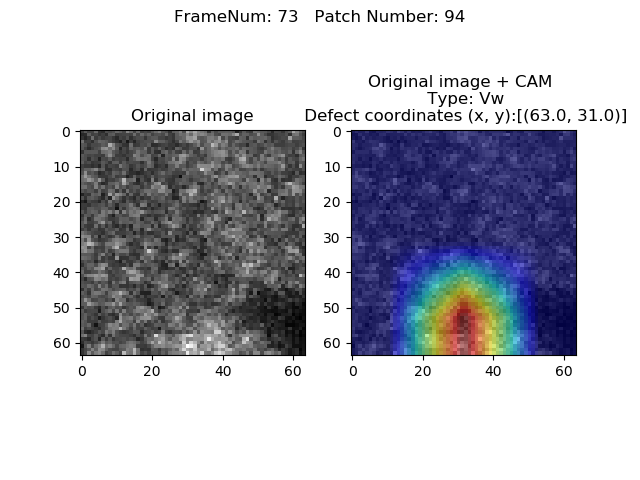 FrameNum: 73   Patch Number: 94
Original image
Original image + CAM
Type: Vw
Defect coordinates (x, y):[(63.0, 31.0)]
0
10
20
30
40
50
60
0 20 40 60
0
10
20
30
40
50
60
0 20 40 60